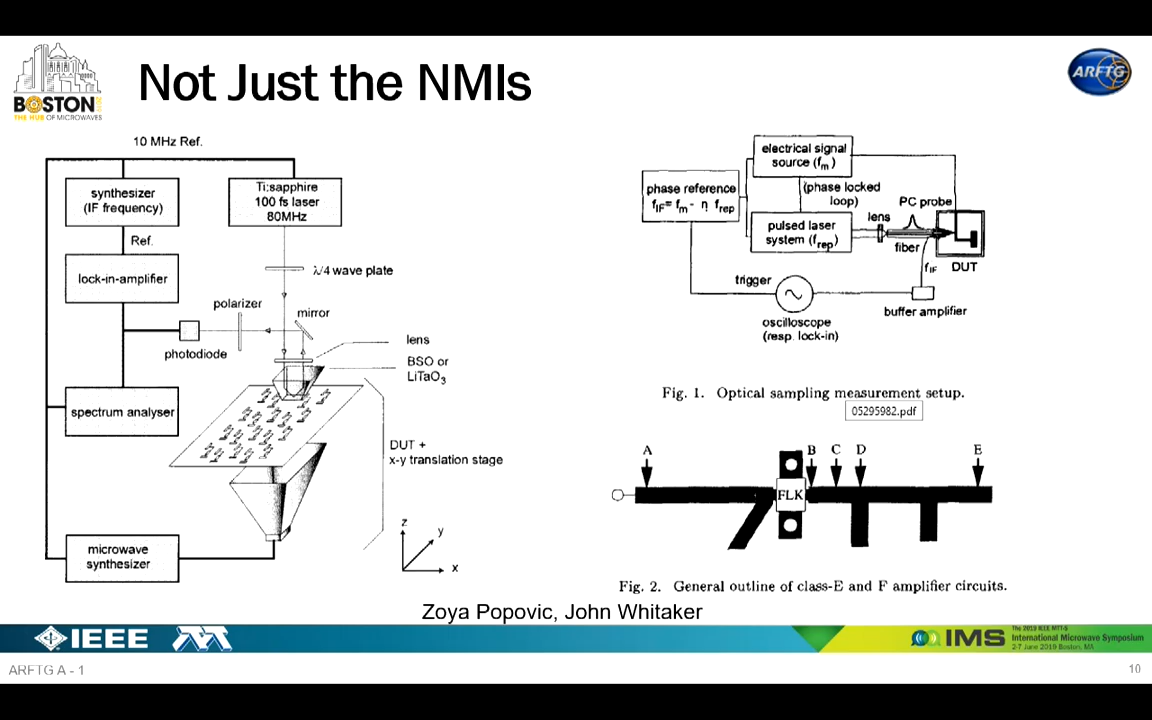 Not Just the NMIs
BOSTON
THE HUB OF MICROWAVES
ARFTG
10 MHz Ref.
synthesizer
(IF frequency)
Ti:sapphire
100 fs laser
80MHz
Ref.
lock-in-amplifier
λ/4 wave plate
polarizer
mirror
photodiode
lens
BSO or
LiTaO3
spectrum analyser
DUT +
x-y translation stage
microwave
synthesizer
z
y
x
electrical signal
source (fm)
phase reference
fIF= fm - n frep
(phase locked
loop)
PC probe
lens
pulsed laser
system (frep)
fiber
fIF
DUT
trigger
buffer amplifier
oscilloscope
(resp. lock-in)
Fig. 1. Optical sampling measurement setup.
05295982.pdf
A
B C D
E
FLK
Fig. 2. General outline of class-E and F amplifier circuits.
Zoya Popovic, John Whitaker
IEEE
IMS
The 2019 IEEE MTT-S
International Microwave Symposium
2-7 June 2019 Boston, MA
ARFTG A - 1
10